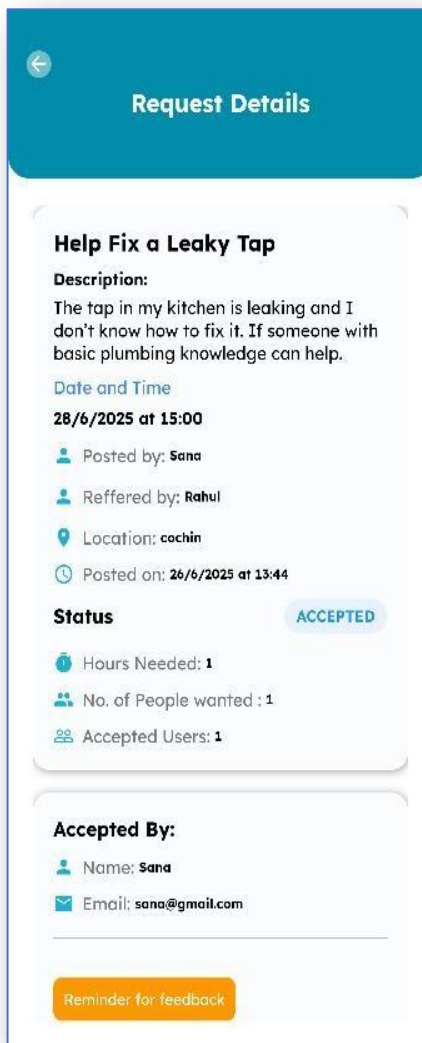 Request Details
Help Fix a Leaky Tap
Description:
The tap in my kitchen is leaking and I
don't know how to fix it. If someone with
basic plumbing knowledge can help.
Date and Time
28/6/2025 at 15:00
Posted by: Sana
Reffered by: Rahul
Location: cochin
Posted on: 26/6/2025 at 13:44
Status ACCEPTED
Hours Needed: 1
No. of People wanted : 1
Accepted Users: 1
Accepted By:
Name: Sana
Email: sana@gmail.com
Reminder for feedback